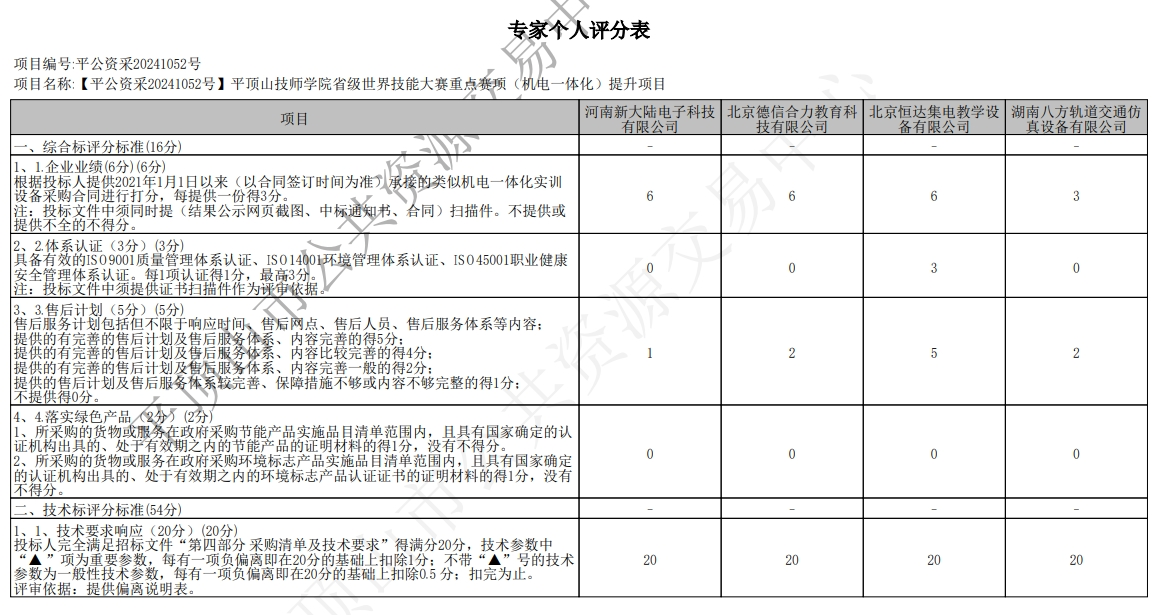 专家个人评分表
项目编号:平公资采20241052号
项目名称:【平公资采20241052号】平顶山技师学院省级世界技能大赛重点赛项（机电一体化）提升项目
项目
河南新大陆电子科技
有限公司
北京德信合力教育科
技有限公司
北京恒达集电教学设
备有限公司
湖南八方轨道交通仿
真设备有限公司
一、综合标评分标准(16分)
-
-
-
-
1、1.企业业绩(6分)(6分)
根据投标人提供2021年1月1日以来（以合同签订时间为准）承接的类似机电一体化实训
设备采购合同进行打分，每提供一份得3分。
注：投标文件中须同时提（结果公示网页截图、中标通知书、合同）扫描件。不提供或
提供不全的不得分。
6
6
6
3
2、2.体系认证（3分）(3分)
具备有效的ISO9001质量管理体系认证、ISO14001环境管理体系认证、ISO45001职业健康
安全管理体系认证。每1项认证得1分，最高3分。
注：投标文件中须提供证书扫描件作为评审依据。
0
0
3
0
3、3.售后计划（5分）(5分)
售后服务计划包括但不限于响应时间、售后网点、售后人员、售后服务体系等内容；
提供的有完善的售后计划及售后服务体系、内容完善的得5分；
提供的有完善的售后计划及售后服务体系、内容比较完善的得4分；
提供的有完善的售后计划及售后服务体系、内容完善一般的得2分；
提供的售后计划及售后服务体系较完善、保障措施不够或内容不够完整的得1分；
不提供得0分。
1
2
5
2
4、4.落实绿色产品（2分）(2分)
1、所采购的货物或服务在政府采购节能产品实施品目清单范围内，且具有国家确定的认
证机构出具的、处于有效期之内的节能产品的证明材料的得1分，没有不得分。
2、所采购的货物或服务在政府采购环境标志产品实施品目清单范围内，且具有国家确定
的认证机构出具的、处于有效期之内的环境标志产品认证证书的证明材料的得1分，没有
不得分。
0
0
0
0
二、技术标评分标准(54分)
-
-
-
-
1、1、技术要求响应（20分）(20分)
投标人完全满足招标文件“第四部分 采购清单及技术要求”得满分20分，技术参数中
“▲ ”项为重要参数，每有一项负偏离即在20分的基础上扣除1分；不带“▲”号的技术
参数为一般性技术参数，每有一项负偏离即在20分的基础上扣除0.5 分；扣完为止。
评审依据：提供偏离说明表。
20
20
20
20
平顶山市公共资源交易中
顶山市公共资源交易中心